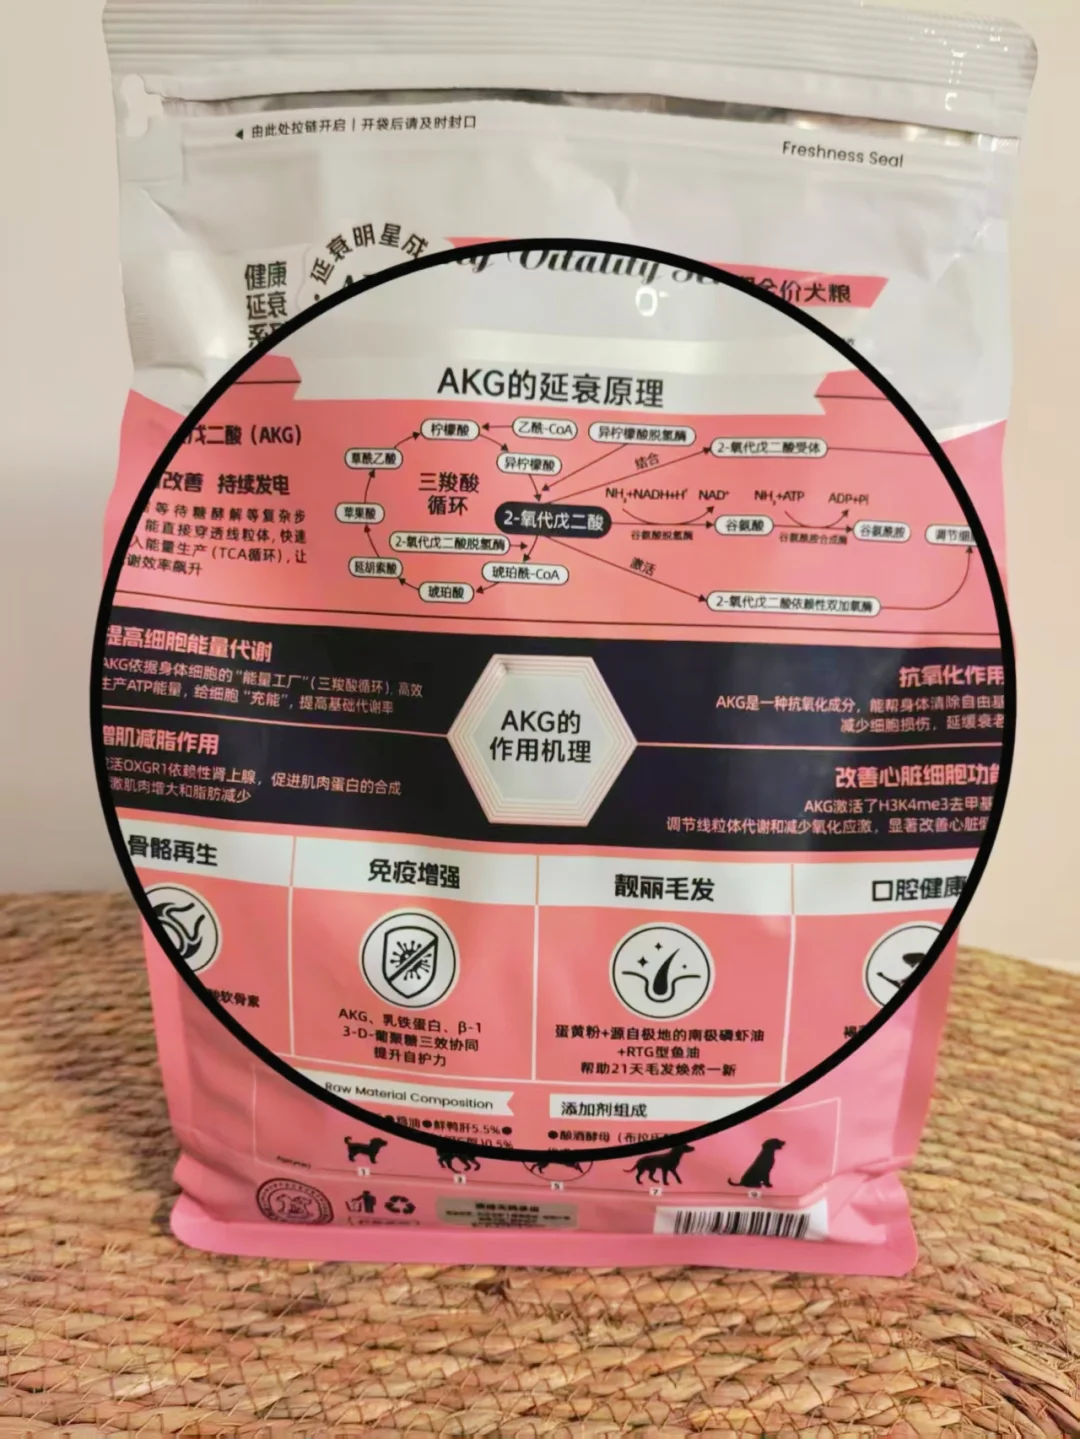 由此处拉链开启 | 开袋后请及时封口
Freshness Seal
延衰明星成
健康
延衰
Vitality
全价犬粮
AKG的延衰原理
戊二酸（AKG）
改善 持续发电
等待糖酵解等复杂步
能直接穿透线粒体，快速
入能量生产（TCA循环），让
谢效率飙升
三羧酸
循环
柠檬酸
乙酰-CoA
异柠檬酸脱氢酶
草酰乙酸
异柠檬酸
结合
2-氧代戊二酸受体
苹果酸
2-氧代戊二酸
NH₃+NADH+H⁺
NAD⁺
NH₃+ATP
ADP+Pi
谷氨酸脱氢酶
谷氨酸
谷氨酰胺合成酶
谷氨酰胺
调节细
2-氧代戊二酸脱氢酶
延胡索酸
琥珀酰-CoA
琥珀酸
激活
2-氧代戊二酸依赖性双加氧酶
提高细胞能量代谢
AKG依据身体细胞的“能量工厂”（三羧酸循环），高效
生产ATP能量，给细胞“充能”，提高基础代谢率
增肌减脂作用
活OXGR1依赖性肾上腺，促进肌肉蛋白的合成
激肌肉增大和脂肪减少
AKG的
作用机理
抗氧化作用
AKG是一种抗氧化成分，能帮身体清除自由基
减少细胞损伤，延缓衰老
改善心脏细胞功能
AKG激活了H3K4me3去甲基
调节线粒体代谢和减少氧化应激，显著改善心脏
骨骼再生
软骨素
免疫增强
AKG、乳铁蛋白、β-1
3-D-葡聚糖三效协同
提升自护力
靓丽毛发
蛋黄粉+源自极地的南极磷虾油
+RTG型鱼油
帮助21天毛发焕然一新
口腔健康
Raw Material Composition
鸡油●鲜鸭肝5.5%●
0.5%
添加剂组成
●酿酒酵母（布拉氏
1
3
5
7
9